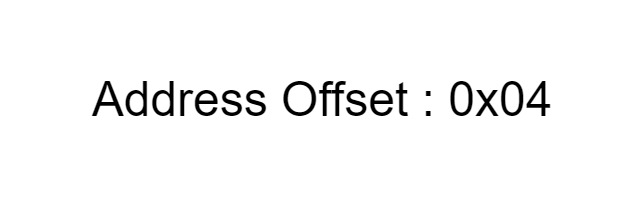 Address Offset : 0x04